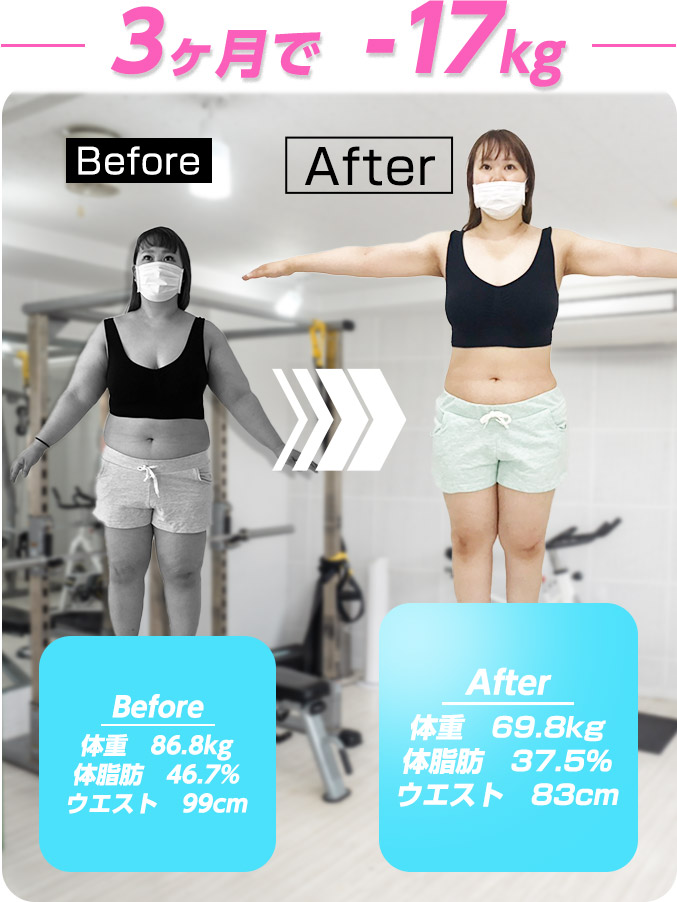 3ヶ月で -17kg
Before
After
Before
体重 86.8kg
体脂肪 46.7%
ウエスト 99cm
After
体重 69.8kg
体脂肪 37.5%
ウエスト 83cm